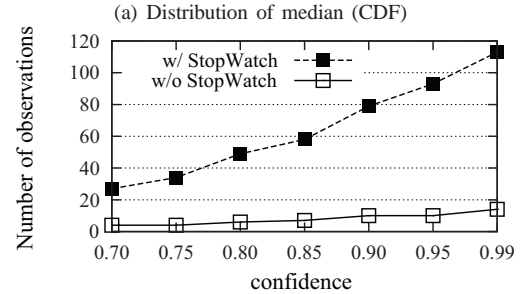 (a) Distribution of median (CDF)
120
100
80
60
40
20
0
Number of observations
w/ StopWatch
w/o StopWatch
0.70 0.75 0.80 0.85 0.90 0.95 0.99
confidence